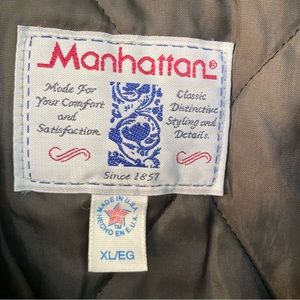 Manhattan®
Made For
Your Comfort
and
Satisfaction.
Classic
Distinctive
Styling and
Details.
Since 1857
MADE IN U.S.A.
HECHO EN E.U.A.
XL/EG